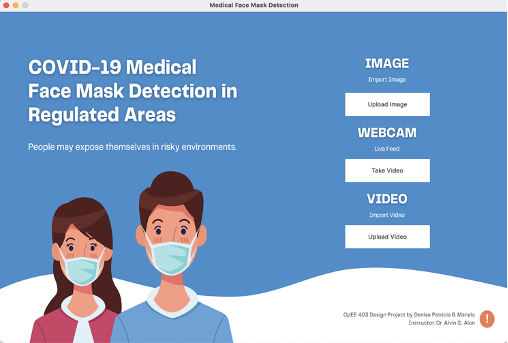 Medical Face Mask Detection
COVID-19 Medical
Face Mask Detection in
Regulated Areas
People may expose themselves in risky environments.
IMAGE
Import Image
Upload Image
WEBCAM
Live Feed
Take Video
VIDEO
Import Video
Upload Video
CpEE 403 Design Project by Denise Patricia B. Manalo
Instructor: Dr. Alvin S. Alon
!